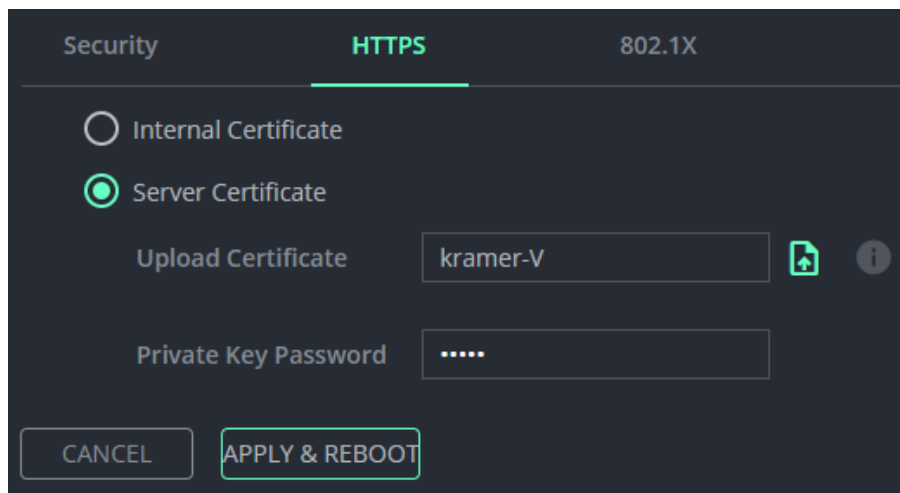 Security HTTPS 802.1X
Internal Certificate
Server Certificate
Upload Certificate kramer-V
Private Key Password •••••
CANCEL APPLY & REBOOT